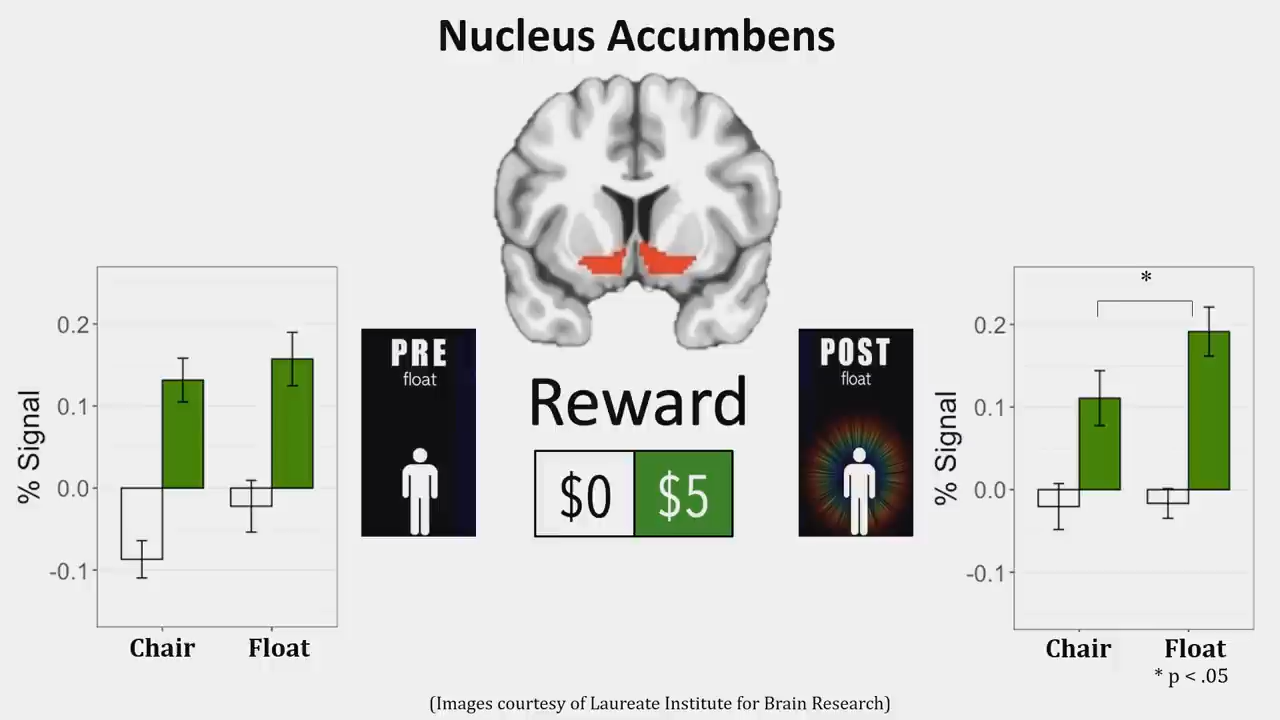 Nucleus Accumbens
% Signal
0.2
0.1
0.0
-0.1
Chair Float
PRE
float
Reward
$0 $5
POST
float
% Signal
0.2
0.1
0.0
-0.1
*
Chair Float
* p < .05
(Images courtesy of Laureate Institute for Brain Research)